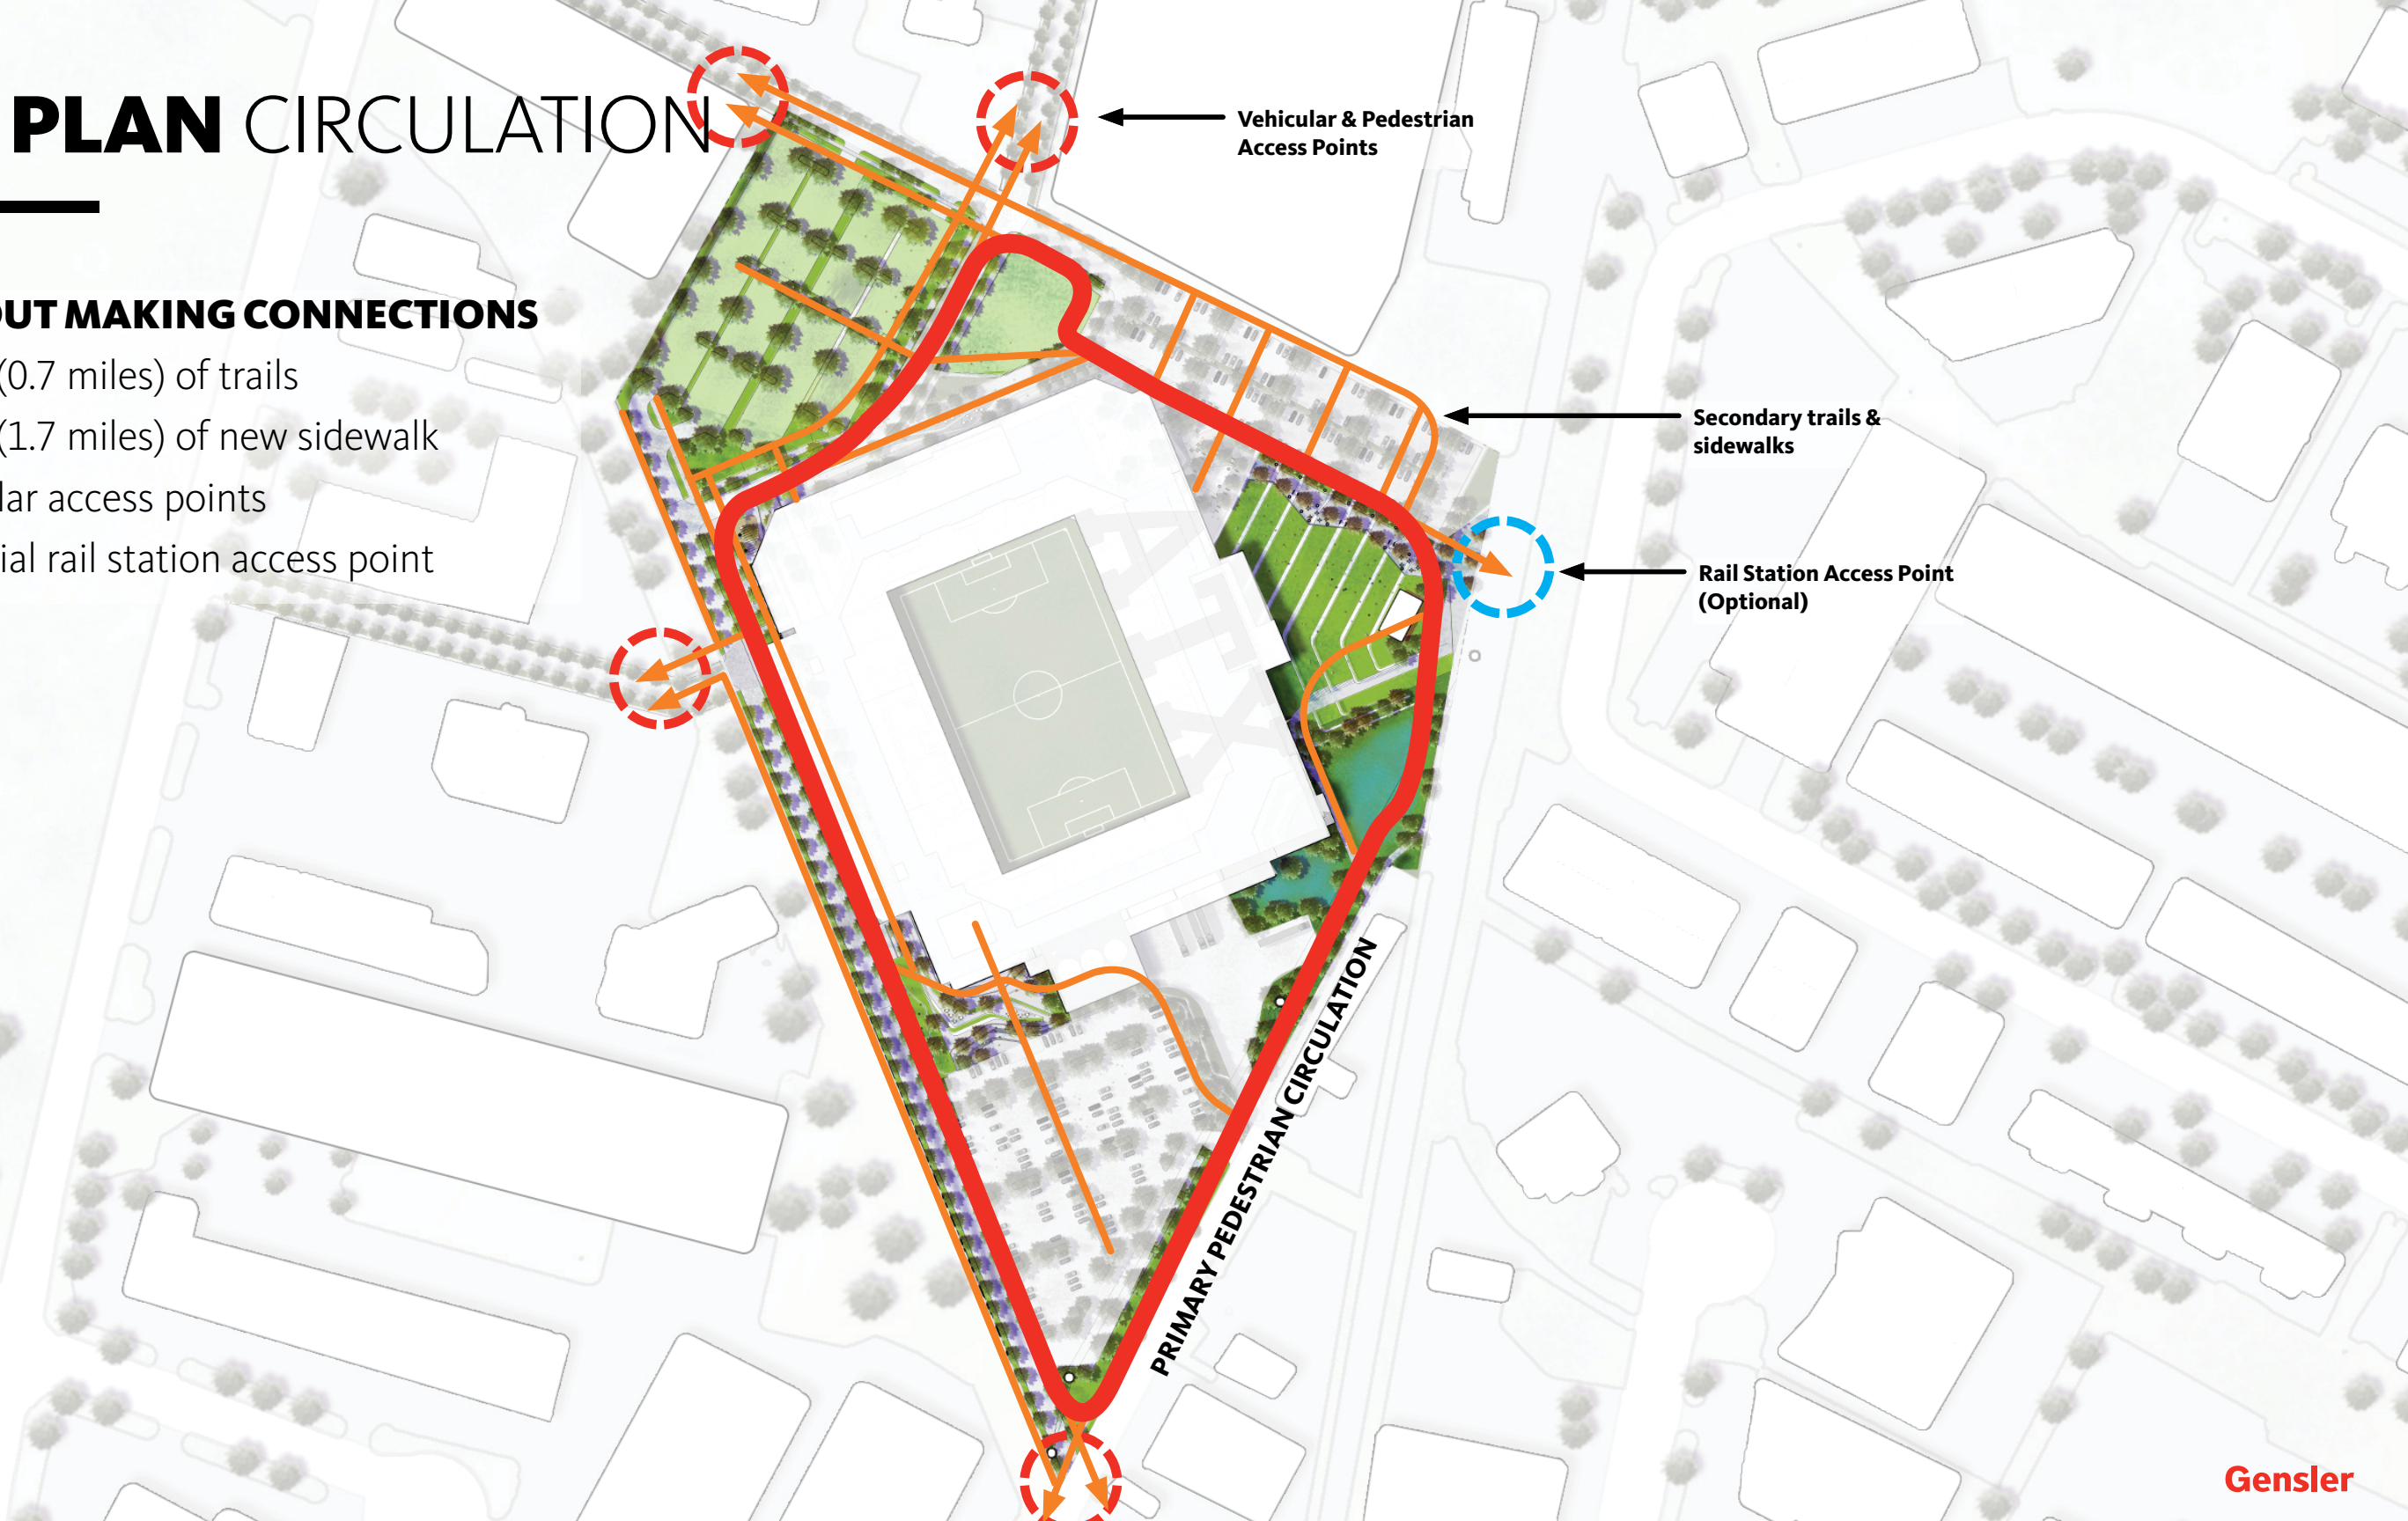 PLAN CIRCULATION
OUT MAKING CONNECTIONS
(0.7 miles) of trails
(1.7 miles) of new sidewalk
lar access points
ial rail station access point
Vehicular & Pedestrian
Access Points
Secondary trails &
sidewalks
Rail Station Access Point
(Optional)
ATX
PRIMARY PEDESTRIAN CIRCULATION
Gensler